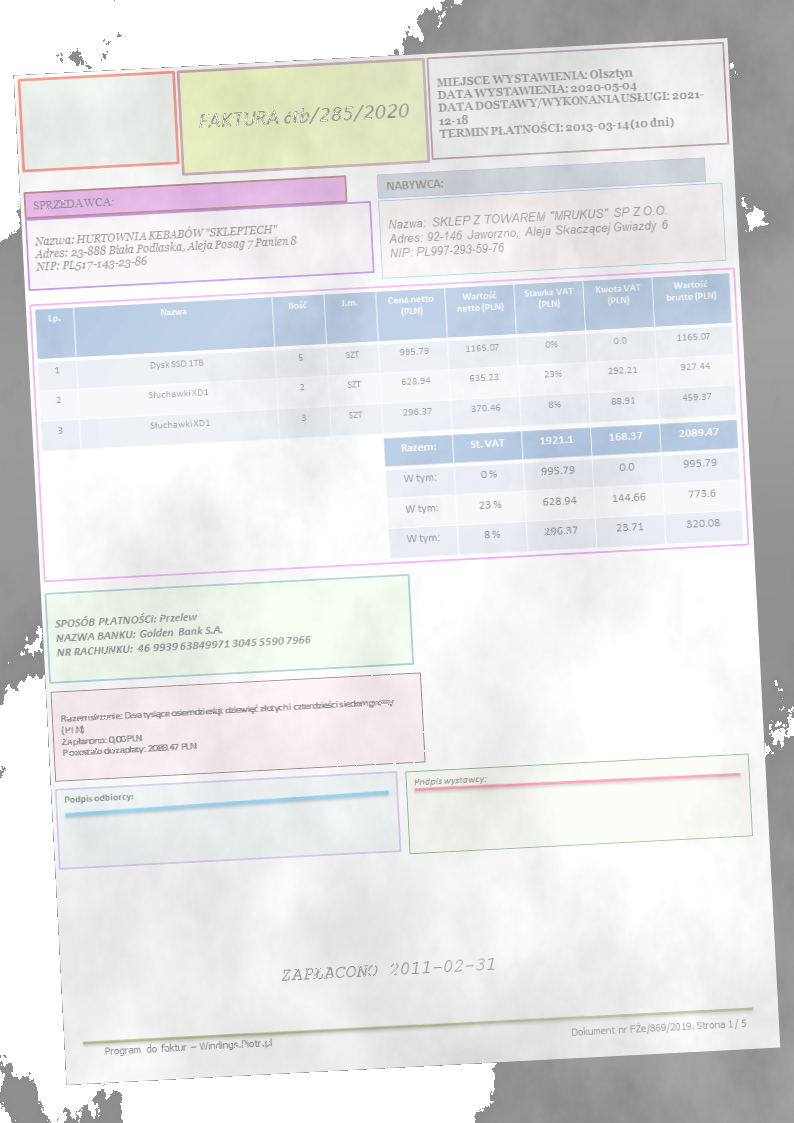 FAKTURA
MIEJSCE WYSTAWIENIA: Olsztyn
DATA WYSTAWIENIA: 2020-05-04
DATA DOSTAWY/WYKONANIA USŁUGI: 2021-
12-18
TERMIN PŁATNOŚCI: 2013-03-14 (10 dni)
SPRZEDAWCA:
NABYWCA:
Nazwa: HURTOWNIA KEBABÓW "SKLEPTECH"
Adres: 23-888 Biała Podlaska, Aleja Posag 7 Panien 8
NIP: PL517-143-23-86
Nazwa: SKLEP Z TOWAREM "MRUKUS" SP Z O.O.
Adres: 92-146 Jaworzno, Aleja Skaczącej Gwiazdy 6
NIP: PL997-293-59-76
Lp. Nazwa Ilość J.m. Cena netto (PLN) Wartość netto (PLN) Stawka VAT (PLN) Kwota VAT (PLN) Wartość brutto (PLN)
1 Dysk SSD 1TB 5 SZT 995.79 1165.07 0% 0.0 1165.07
2 Słuchawki XD1 2 SZT 628.94 635.23 23% 292.21 927.44
3 Słuchawki XD1 3 SZT 296.37 370.46 8% 88.91 459.37
Razem: St. VAT 1921.1 168.37 2089.47
W tym: 0 % 995.79 0.0 995.79
W tym: 23 % 628.94 144.66 773.6
W tym: 8 % 296.37 23.71 320.08
SPOSÓB PŁATNOŚCi: Przelew
NAZWA BANKU: Golden Bank S.A.
NR RACHUNKU: 46 9939 6384 9971 3045 5590 7966
Razem słownie: Dwa tysiące osiemdziesiąt dziewięć złotych i czterdzieści siedem groszy
(PLN)
Zapłacono: 0,00 PLN
Pozostało do zapłaty: 2089.47 PLN
Podpis odbiorcy:
Podpis wystawcy:
ZAPŁACONO 2011-02-31
Program do faktur – Windings.Piotr.pl
Dokument nr FŻe/869/2019. Strona 1 / 5